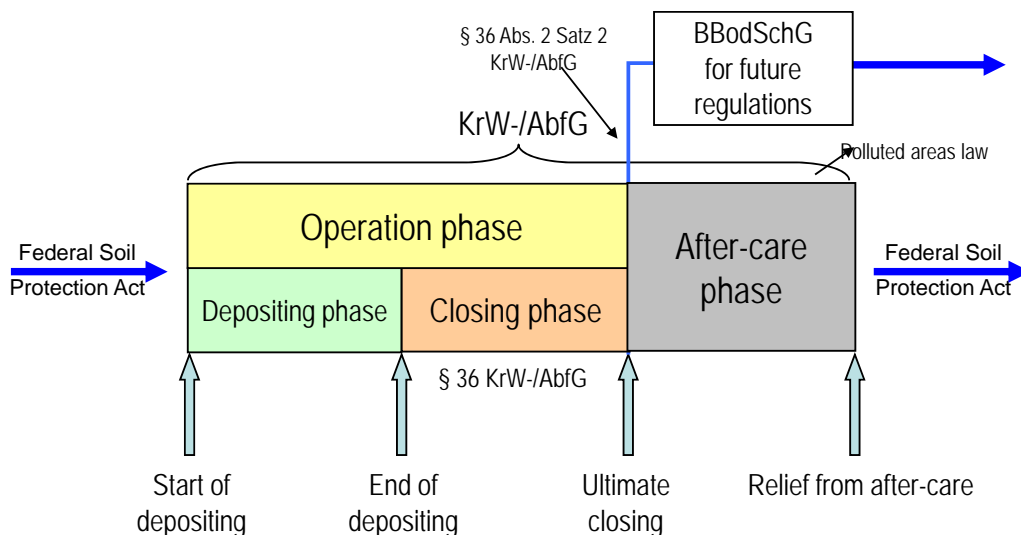 § 36 Abs. 2 Satz 2
KrW-/AbfG
BBodSchG
for future
regulations
KrW-/AbfG
Polluted areas law
Operation phase
After-care
phase
Federal Soil
Protection Act
Depositing phase
Closing phase
Federal Soil
Protection Act
§ 36 KrW-/AbfG
Start of
depositing
End of
depositing
Ultimate
closing
Relief from after-care